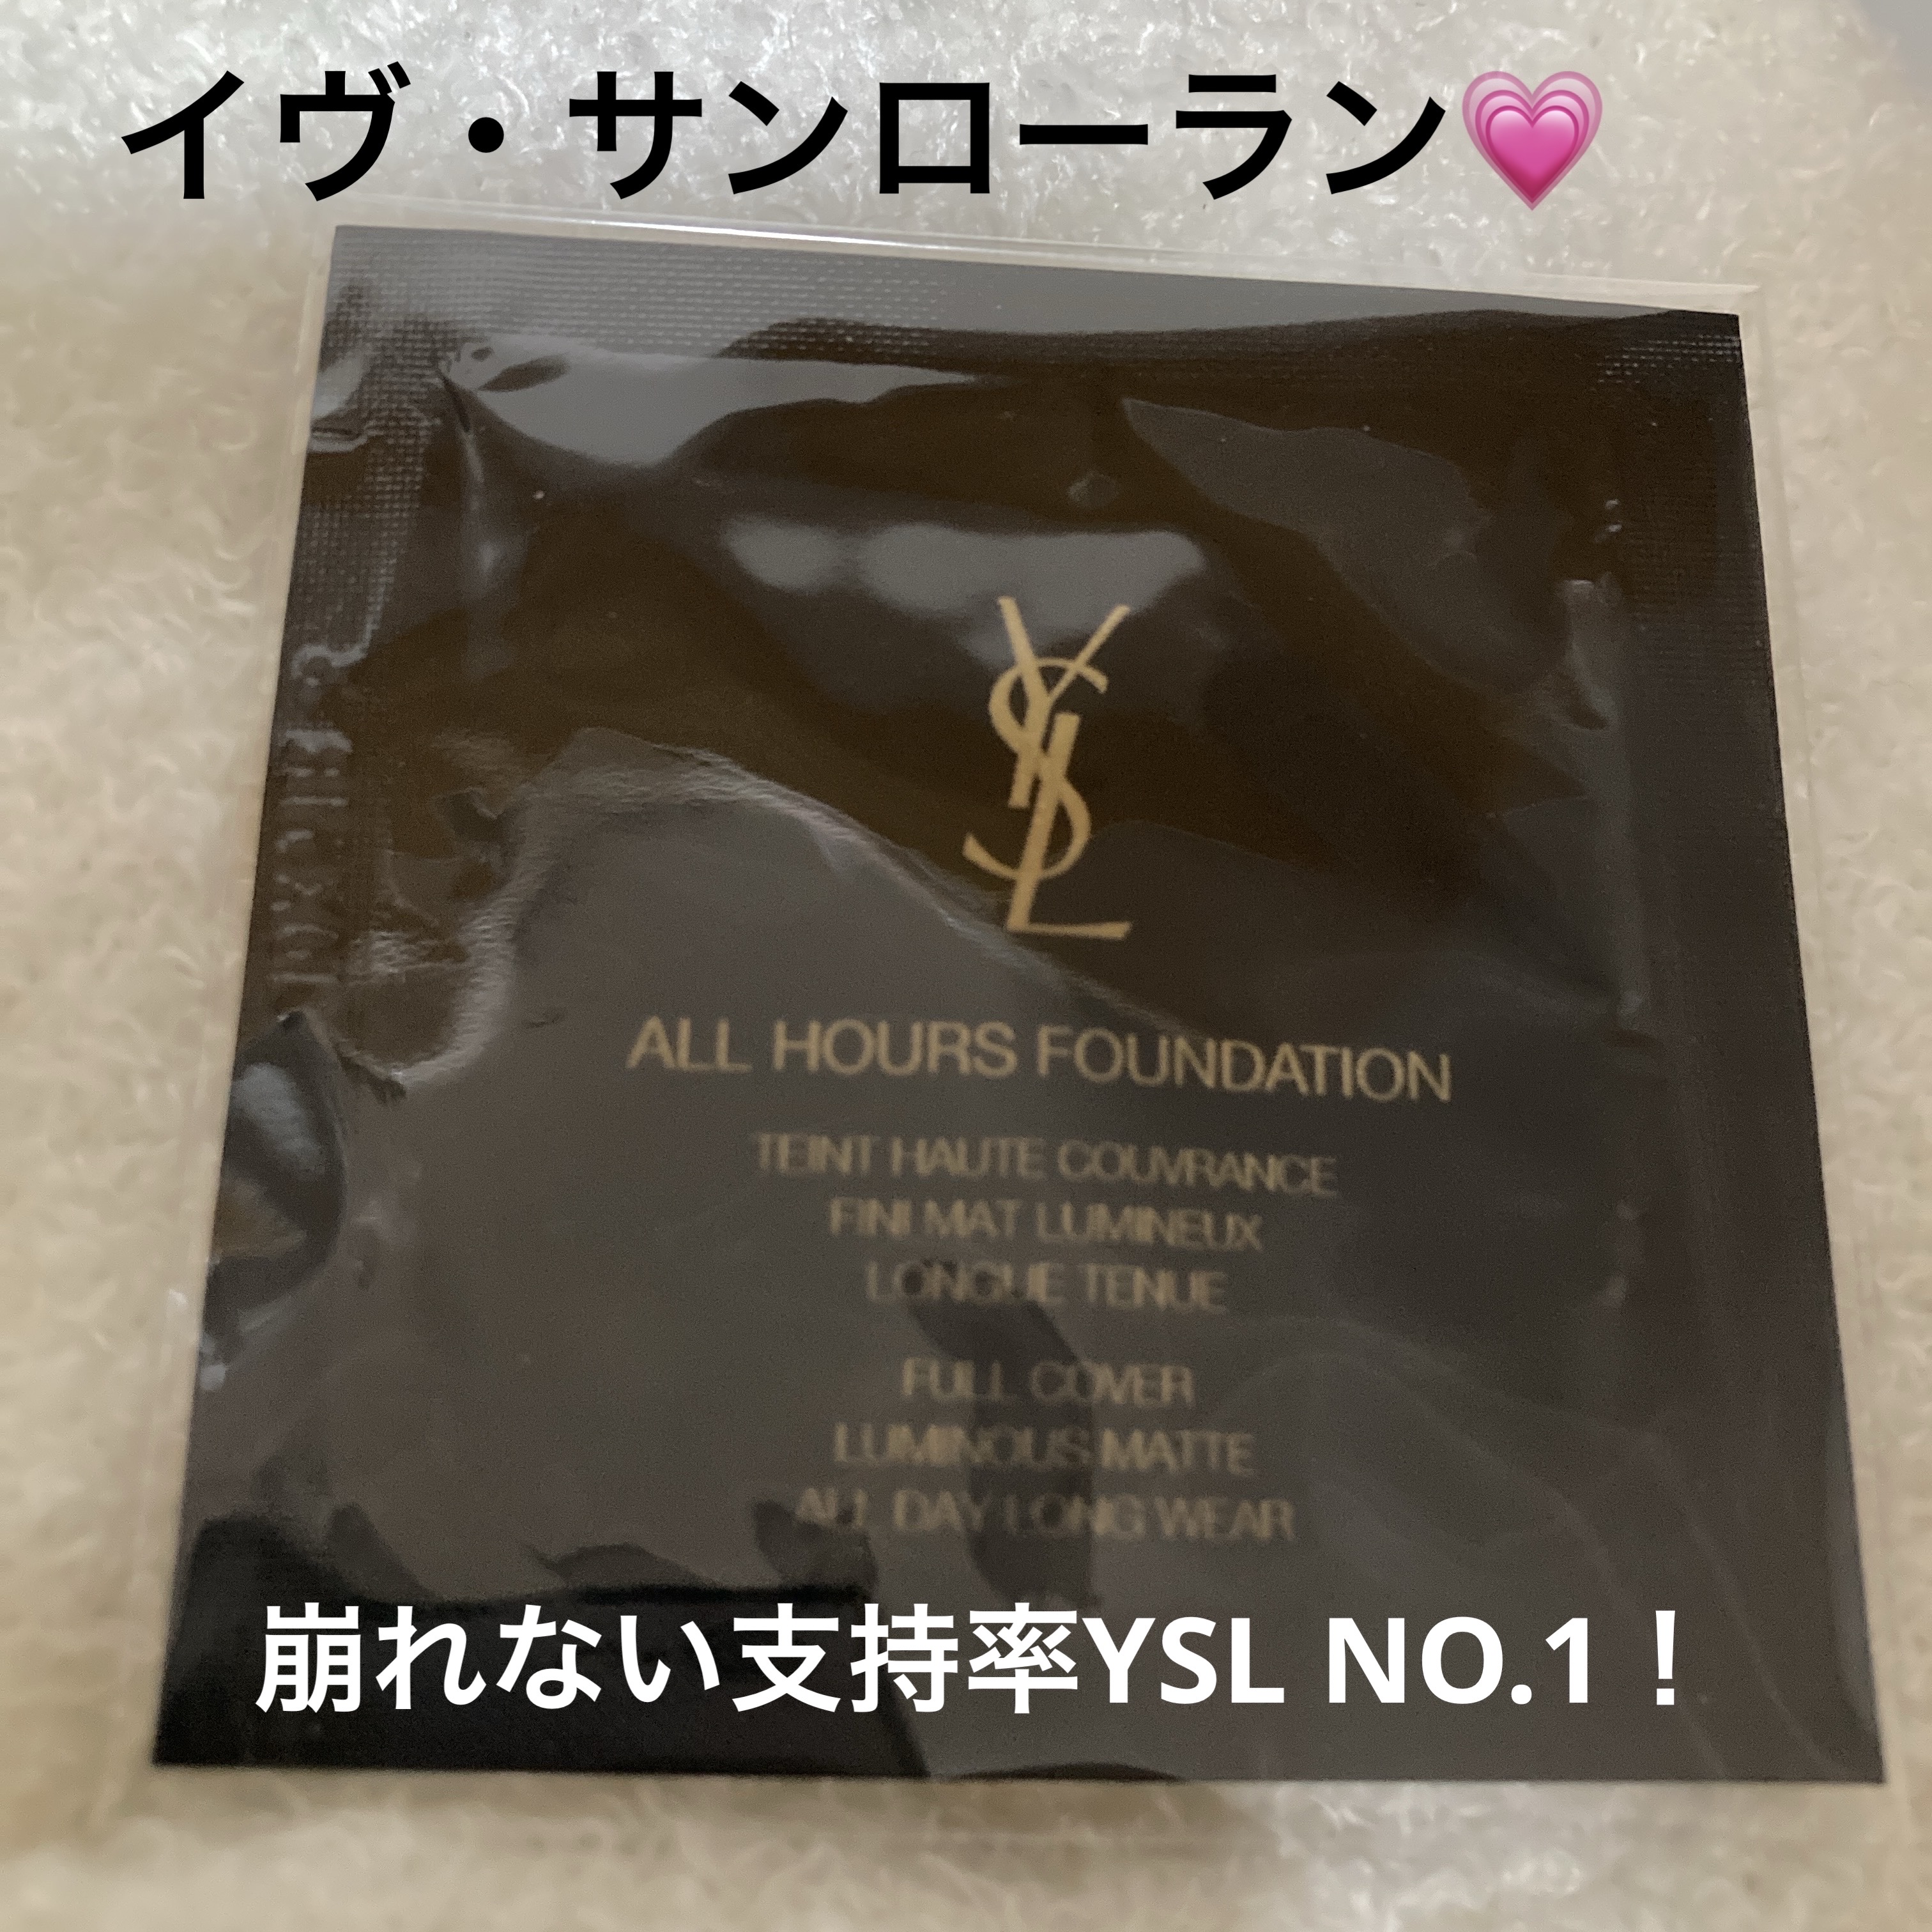 イヴ・サンローラン💗
YSL
ALL HOURS FOUNDATION
TEINT HAUTE COUVRANCE
FINI MAT LUMINEUX
LONGUE TENUE
FULL COVER
LUMINOUS MATTE
ALL DAY LONG WEAR
崩れない支持率YSL NO.1！